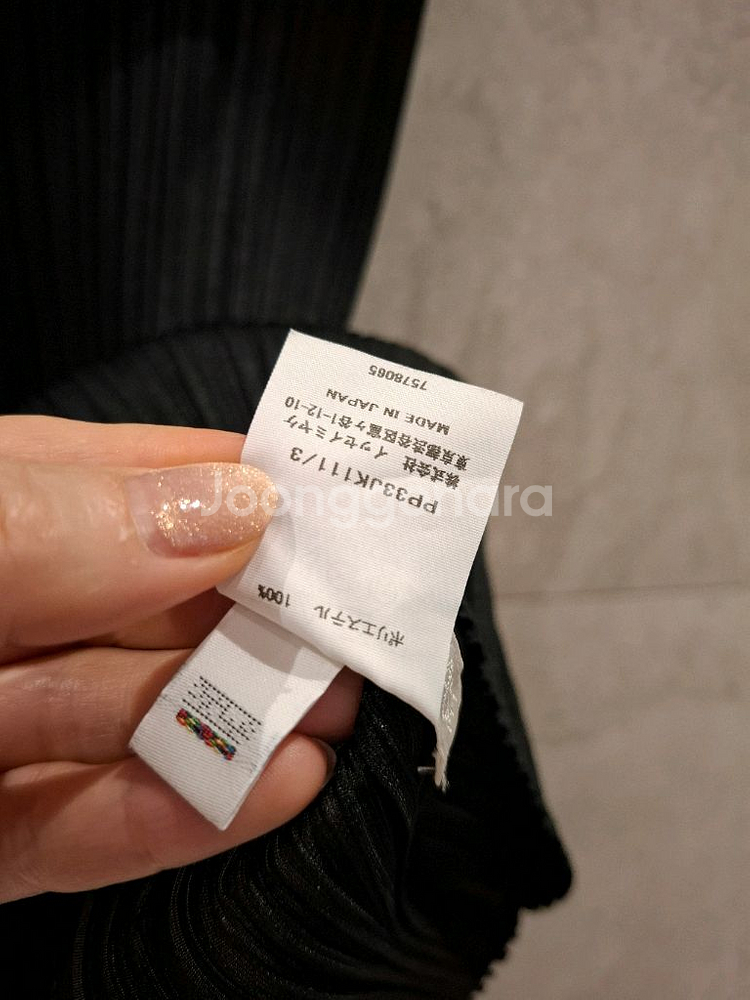 ポリエステル 100%
PP33JK111/3
株式会社 イッセイミヤケ
東京都渋谷区富ヶ谷1-12-10
MADE IN JAPAN
7578065
Joonggonara